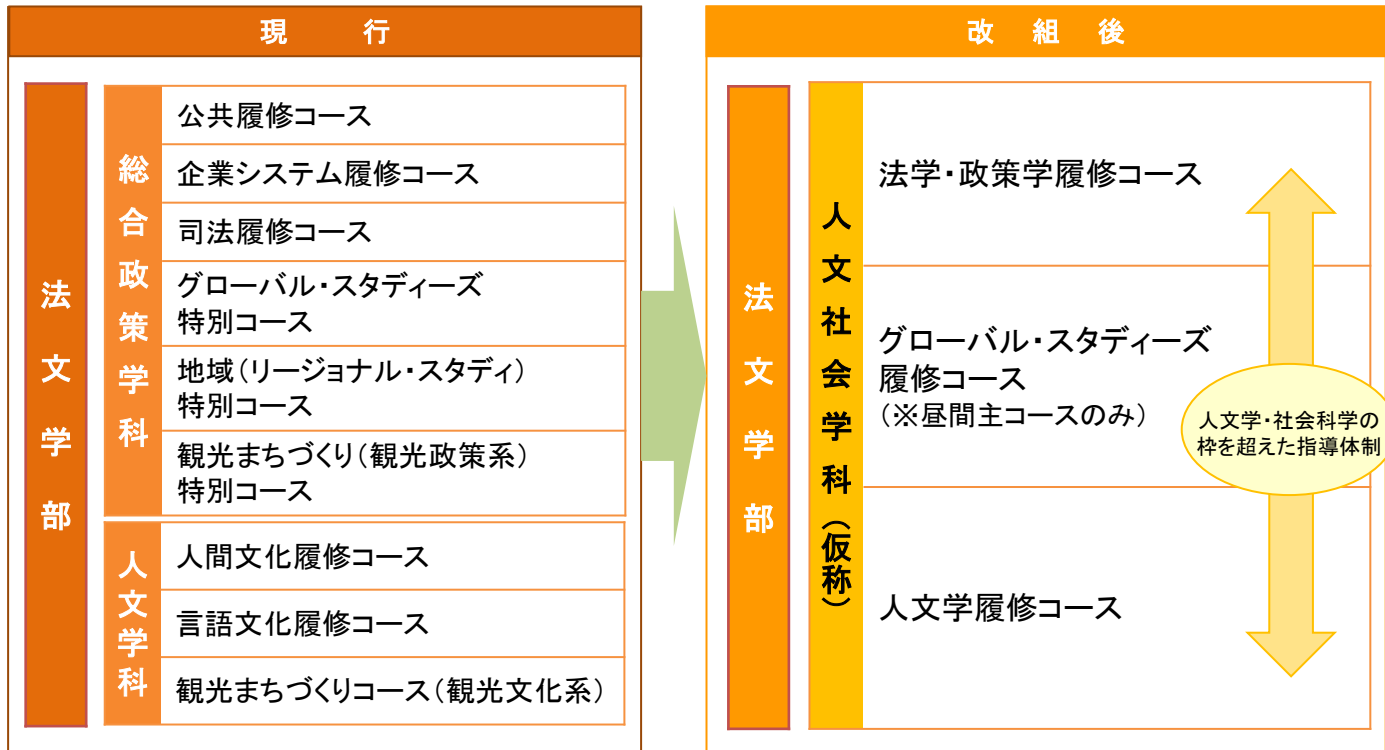 現行
法文学部
総合政策学科
公共履修コース
企業システム履修コース
司法履修コース
グローバル・スタディーズ
特別コース
地域（リージョナル・スタディ）
特別コース
観光まちづくり（観光政策系）
特別コース
人文学科
人間文化履修コース
言語文化履修コース
観光まちづくりコース（観光文化系）
改組後
法文学部
人文社会学科（仮称）
法学・政策学履修コース
グローバル・スタディーズ
履修コース
（※昼間主コースのみ）
人文学履修コース
人文学・社会科学の
枠を超えた指導体制